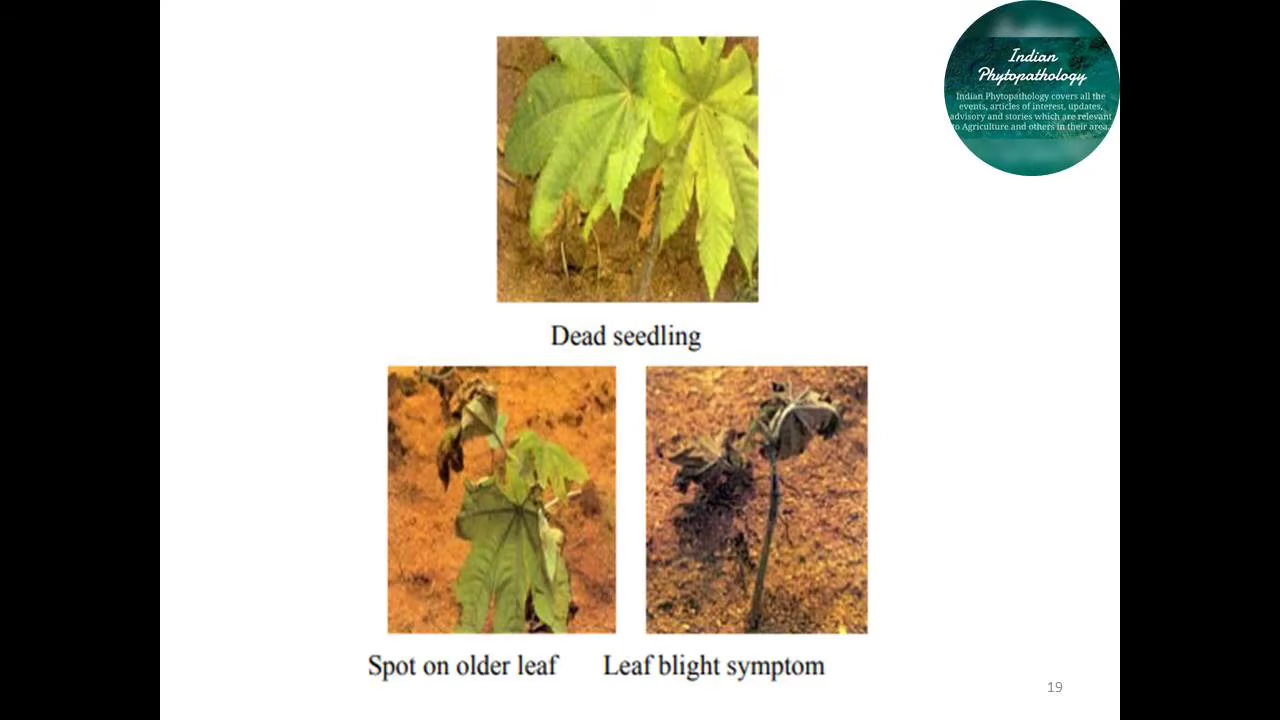 Indian
Phytopathology
Indian Phytopathology covers all the
events, articles of interest, updates,
advisory and stories which are relevant
to Agriculture and others in their area.
Dead seedling
Spot on older leaf
Leaf blight symptom
19